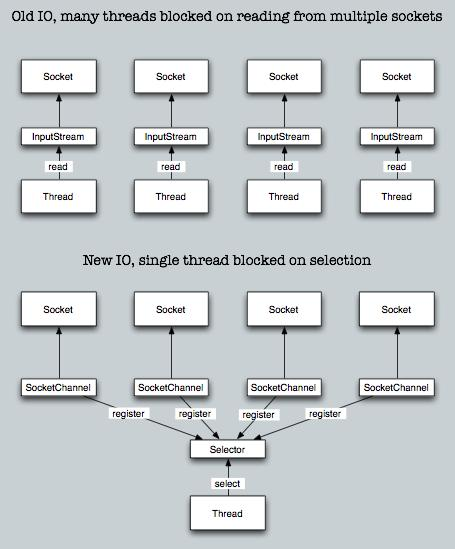 Old IO, many threads blocked on reading from multiple sockets
Socket Socket Socket Socket
InputStream InputStream InputStream InputStream
read read read read
Thread Thread Thread Thread
New IO, single thread blocked on selection
Socket Socket Socket Socket
SocketChannel SocketChannel SocketChannel SocketChannel
register register register register
Selector
select
Thread